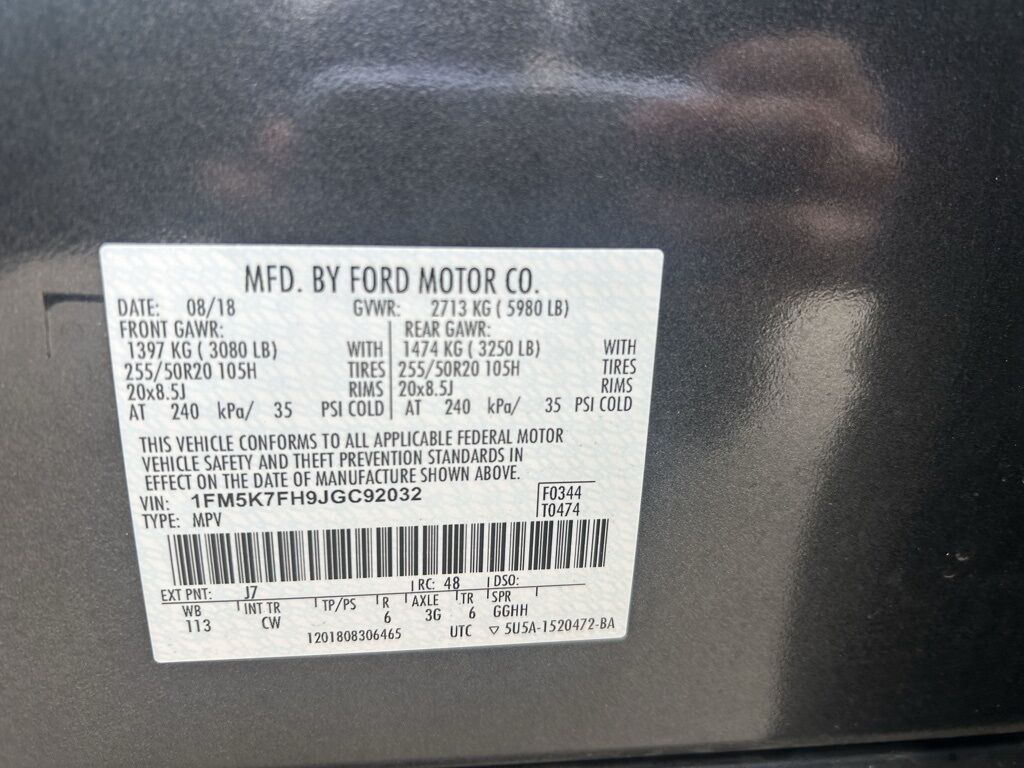 MFD. BY FORD MOTOR CO.
DATE: 08/18 GVWR: 2713 KG ( 5980 LB)
FRONT GAWR: REAR GAWR:
1397 KG ( 3080 LB) WITH 1474 KG ( 3250 LB) WITH
255/50R20 105H TIRES 255/50R20 105H TIRES
20x8.5J RIMS 20x8.5J RIMS
AT 240 kPa/ 35 PSI COLD AT 240 kPa/ 35 PSI COLD
THIS VEHICLE CONFORMS TO ALL APPLICABLE FEDERAL MOTOR
VEHICLE SAFETY AND THEFT PREVENTION STANDARDS IN
EFFECT ON THE DATE OF MANUFACTURE SHOWN ABOVE.
VIN: 1FM5K7FH9JGC92032 F0344
TYPE: MPV T0474
EXT PNT: J7 RC: 48 DSO:
WB INT TR TP/PS R AXLE TR SPR
113 CW 6 3G 6 GGHH
1201808306465 UTC ▽ 5U5A-1520472-BA